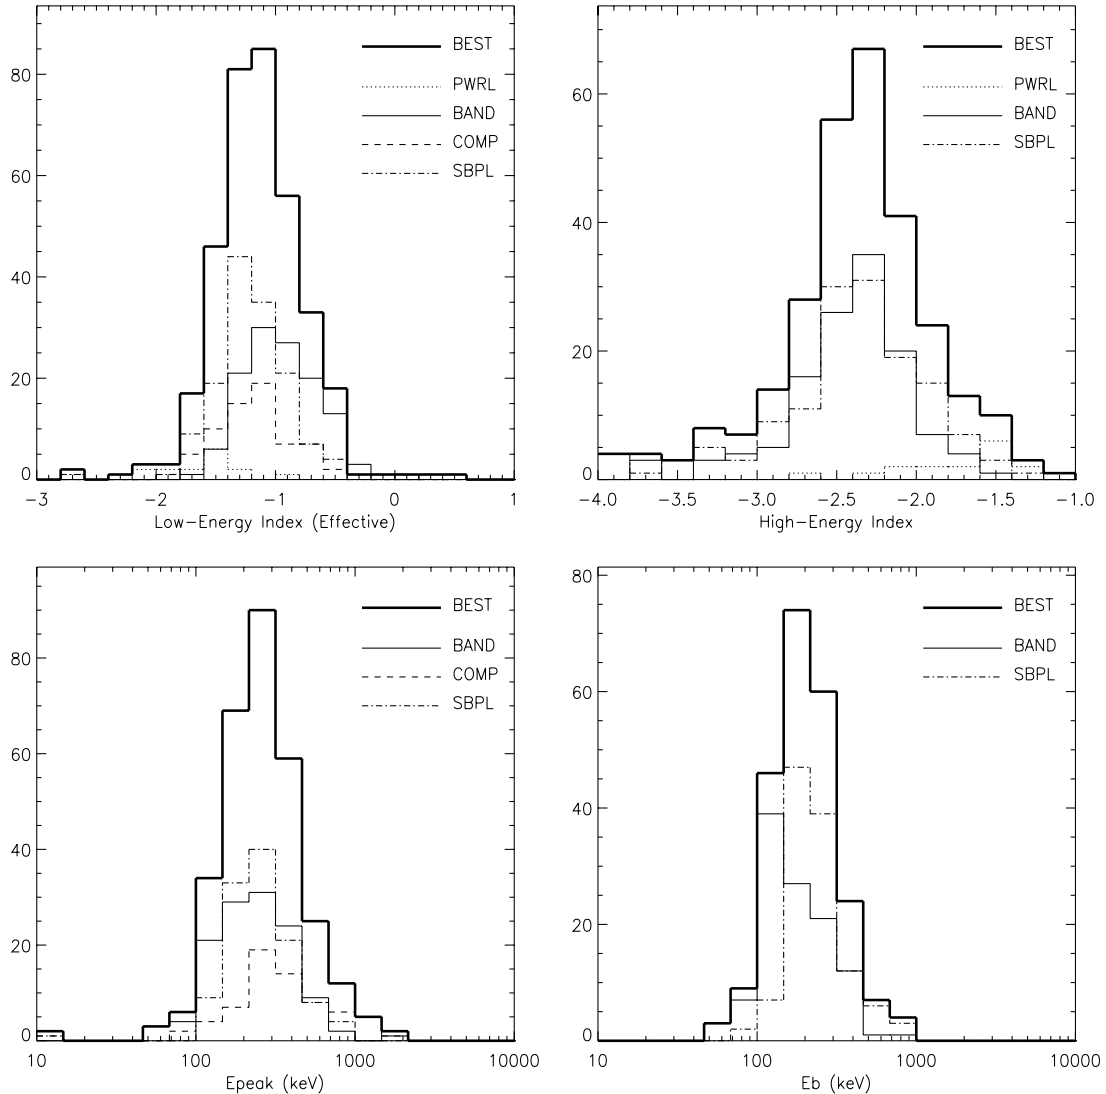 BEST
PWRL
BAND
COMP
SBPL
80
60
40
20
0
−3 −2 −1 0 1
Low−Energy Index (Effective)
BEST
PWRL
BAND
SBPL
60
40
20
0
−4.0 −3.5 −3.0 −2.5 −2.0 −1.5 −1.0
High−Energy Index
BEST
BAND
COMP
SBPL
80
60
40
20
0
10 100 1000 10000
Epeak (keV)
BEST
BAND
SBPL
80
60
40
20
0
10 100 1000 10000
Eb (keV)